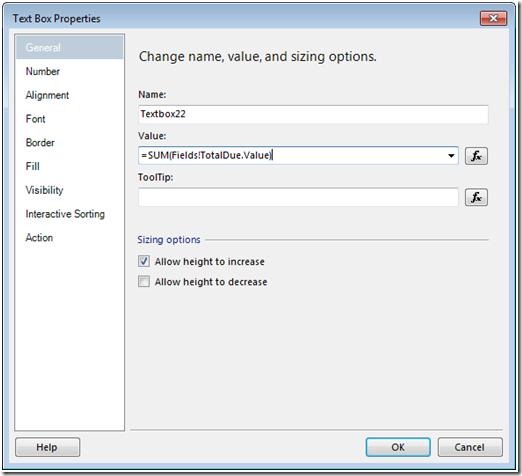 Text Box Properties
General
Number
Alignment
Font
Border
Fill
Visibility
Interactive Sorting
Action
Change name, value, and sizing options.
Name:
Textbox22
Value:
=SUM(Fields!TotalDue.Value)
fx
ToolTip:
fx
Sizing options
Allow height to increase
Allow height to decrease
Help
OK
Cancel